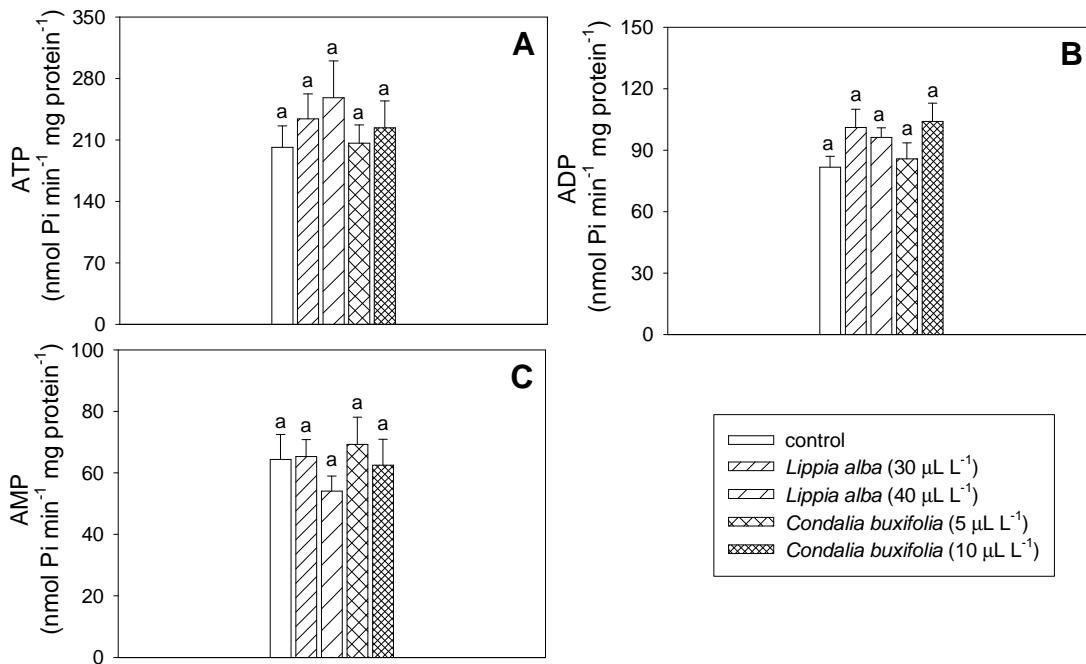 A
ATP
(nmol Pi min⁻¹ mg protein⁻¹)
350
280
210
140
70
0
a
a
a
a
a
B
ADP
(nmol Pi min⁻¹ mg protein⁻¹)
150
120
90
60
30
0
a
a
a
a
a
C
AMP
(nmol Pi min⁻¹ mg protein⁻¹)
100
80
60
40
20
0
a
a
a
a
a
control
Lippia alba (30 μL L⁻¹)
Lippia alba (40 μL L⁻¹)
Condalia buxifolia (5 μL L⁻¹)
Condalia buxifolia (10 μL L⁻¹)